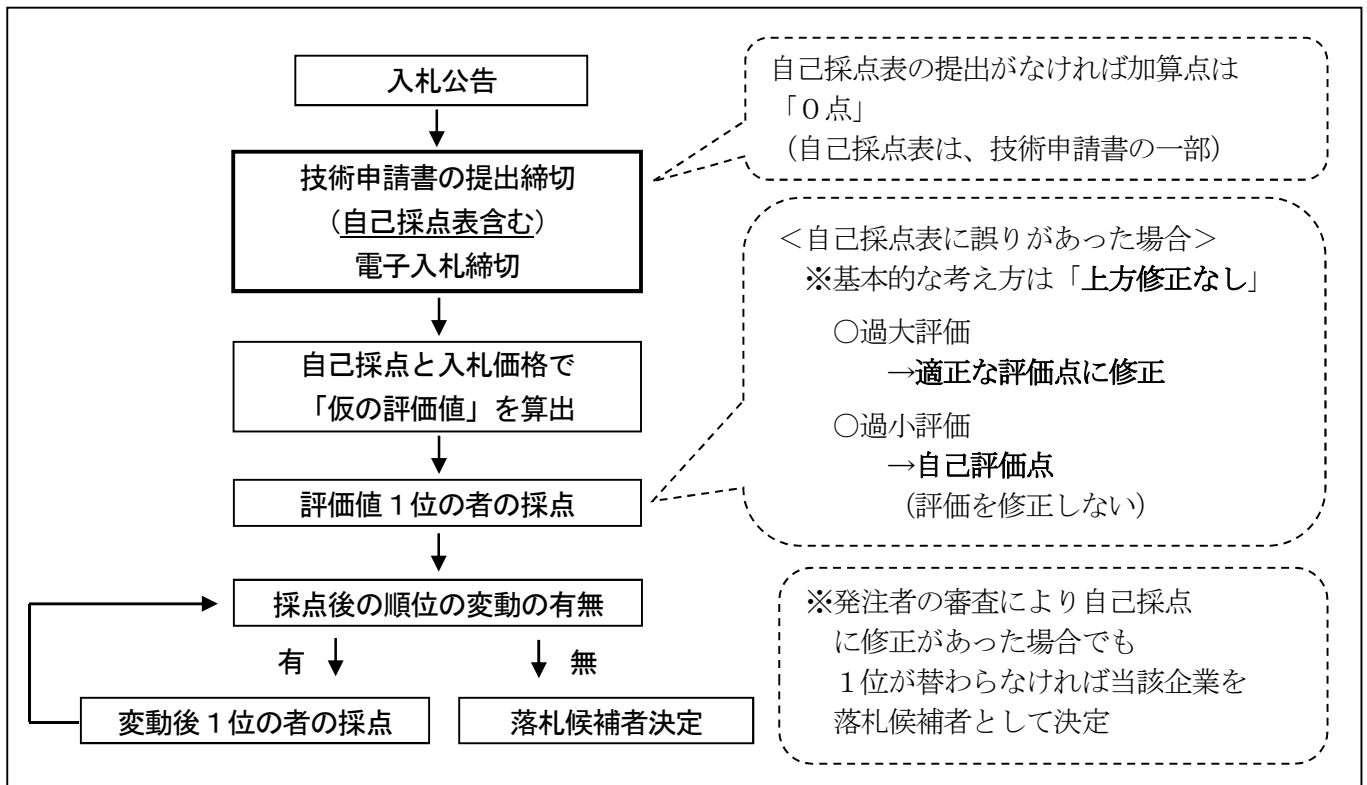 入札公告
自己採点表の提出がなければ加算点は
「０点」
（自己採点表は、技術申請書の一部）
技術申請書の提出締切
（自己採点表含む）
電子入札締切
＜自己採点表に誤りがあった場合＞
※基本的な考え方は「上方修正なし」
○過大評価
→適正な評価点に修正
○過小評価
→自己評価点
（評価を修正しない）
自己採点と入札価格で
「仮の評価値」を算出
評価値１位の者の採点
採点後の順位の変動の有無
有
無
変動後１位の者の採点
落札候補者決定
※発注者の審査により自己採点
に修正があった場合でも
１位が替わらなければ当該企業を
落札候補者として決定